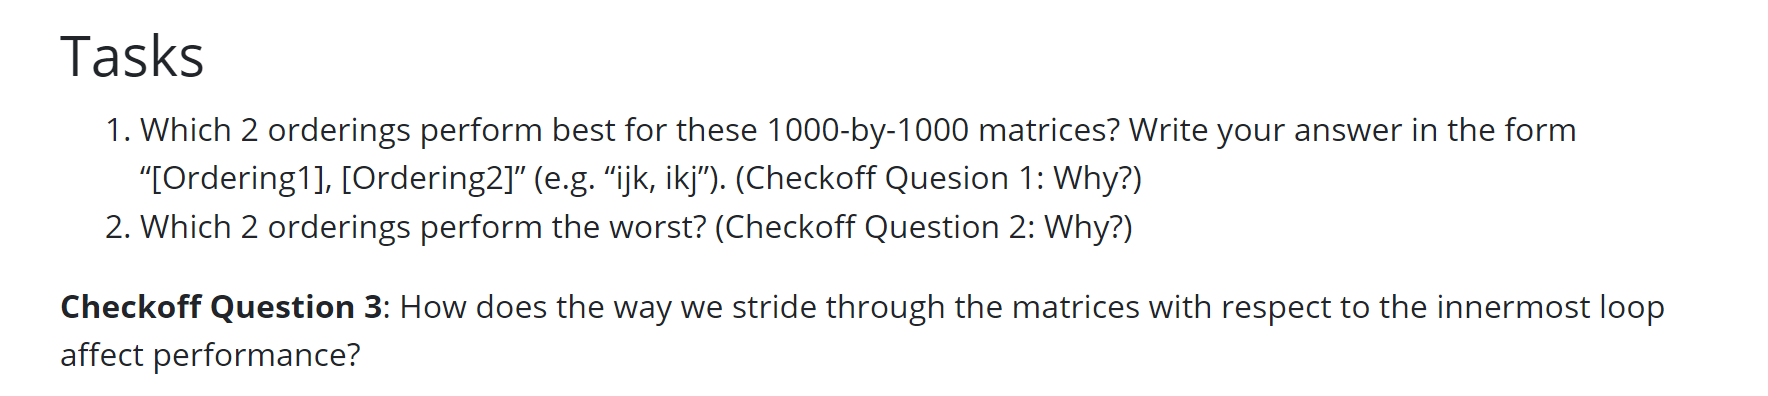 Tasks
1. Which 2 orderings perform best for these 1000-by-1000 matrices? Write your answer in the form
“[Ordering1], [Ordering2]” (e.g. “ijk, ikj”). (Checkoff Quesion 1: Why?)
2. Which 2 orderings perform the worst? (Checkoff Question 2: Why?)
Checkoff Question 3: How does the way we stride through the matrices with respect to the innermost loop
affect performance?